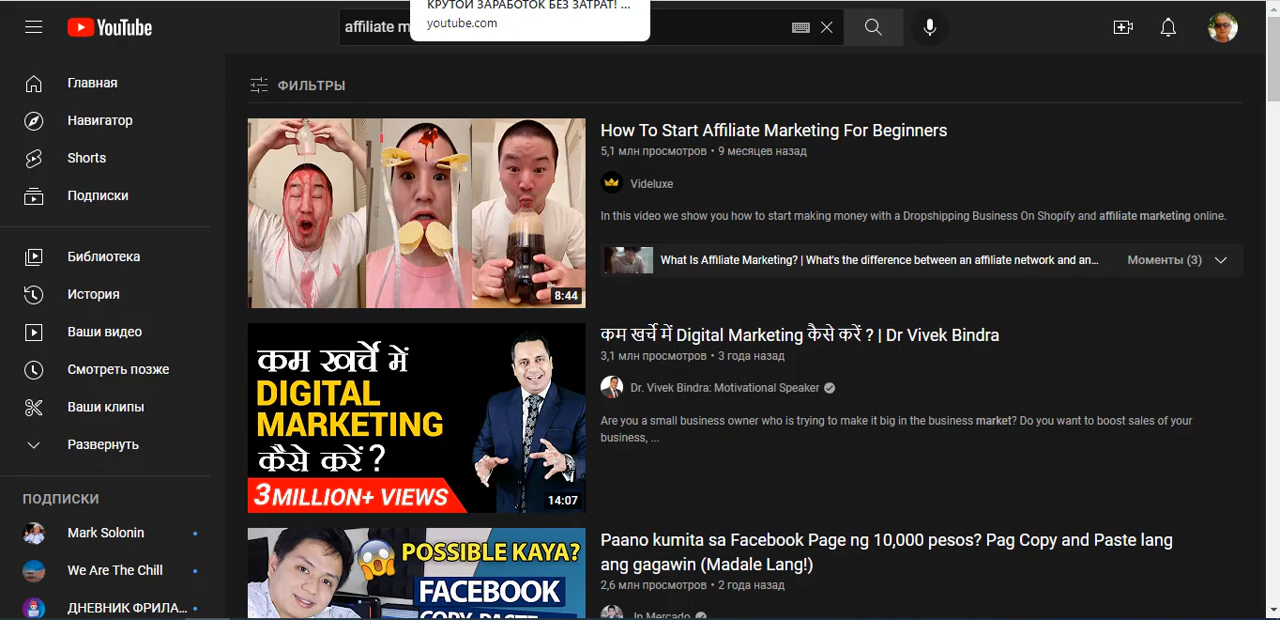 КРУТОЙ ЗАРАБОТОК БЕЗ ЗАТРАТ! ...
youtube.com
YouTube
affiliate m
Главная
Навигатор
Shorts
Подписки
Библиотека
История
Ваши видео
Смотреть позже
Ваши клипы
Развернуть
ПОДПИСКИ
Mark Solonin
We Are The Chill
ДНЕВНИК ФРИЛА...
ФИЛЬТРЫ
8:44
How To Start Affiliate Marketing For Beginners
5,1 млн просмотров • 9 месяцев назад
Videluxe
In this video we show you how to start making money with a Dropshipping Business On Shopify and affiliate marketing online.
What Is Affiliate Marketing? | What's the difference between an affiliate network and an...
Моменты (3)
कम खर्चे में
DIGITAL
MARKETING
कैसे करें?
3 MILLION+ VIEWS
14:07
कम खर्चे में Digital Marketing कैसे करें ? | Dr Vivek Bindra
3,1 млн просмотров • 3 года назад
Dr. Vivek Bindra: Motivational Speaker
Are you a small business owner who is trying to make it big in the business market? Do you want to boost sales of your
business, ...
POSSIBLE KAYA?
FACEBOOK
COPY-PASTE
Paano kumita sa Facebook Page ng 10,000 pesos? Pag Copy and Paste lang
ang gagawin (Madale Lang!)
2,6 млн просмотров • 2 года назад
Mercado